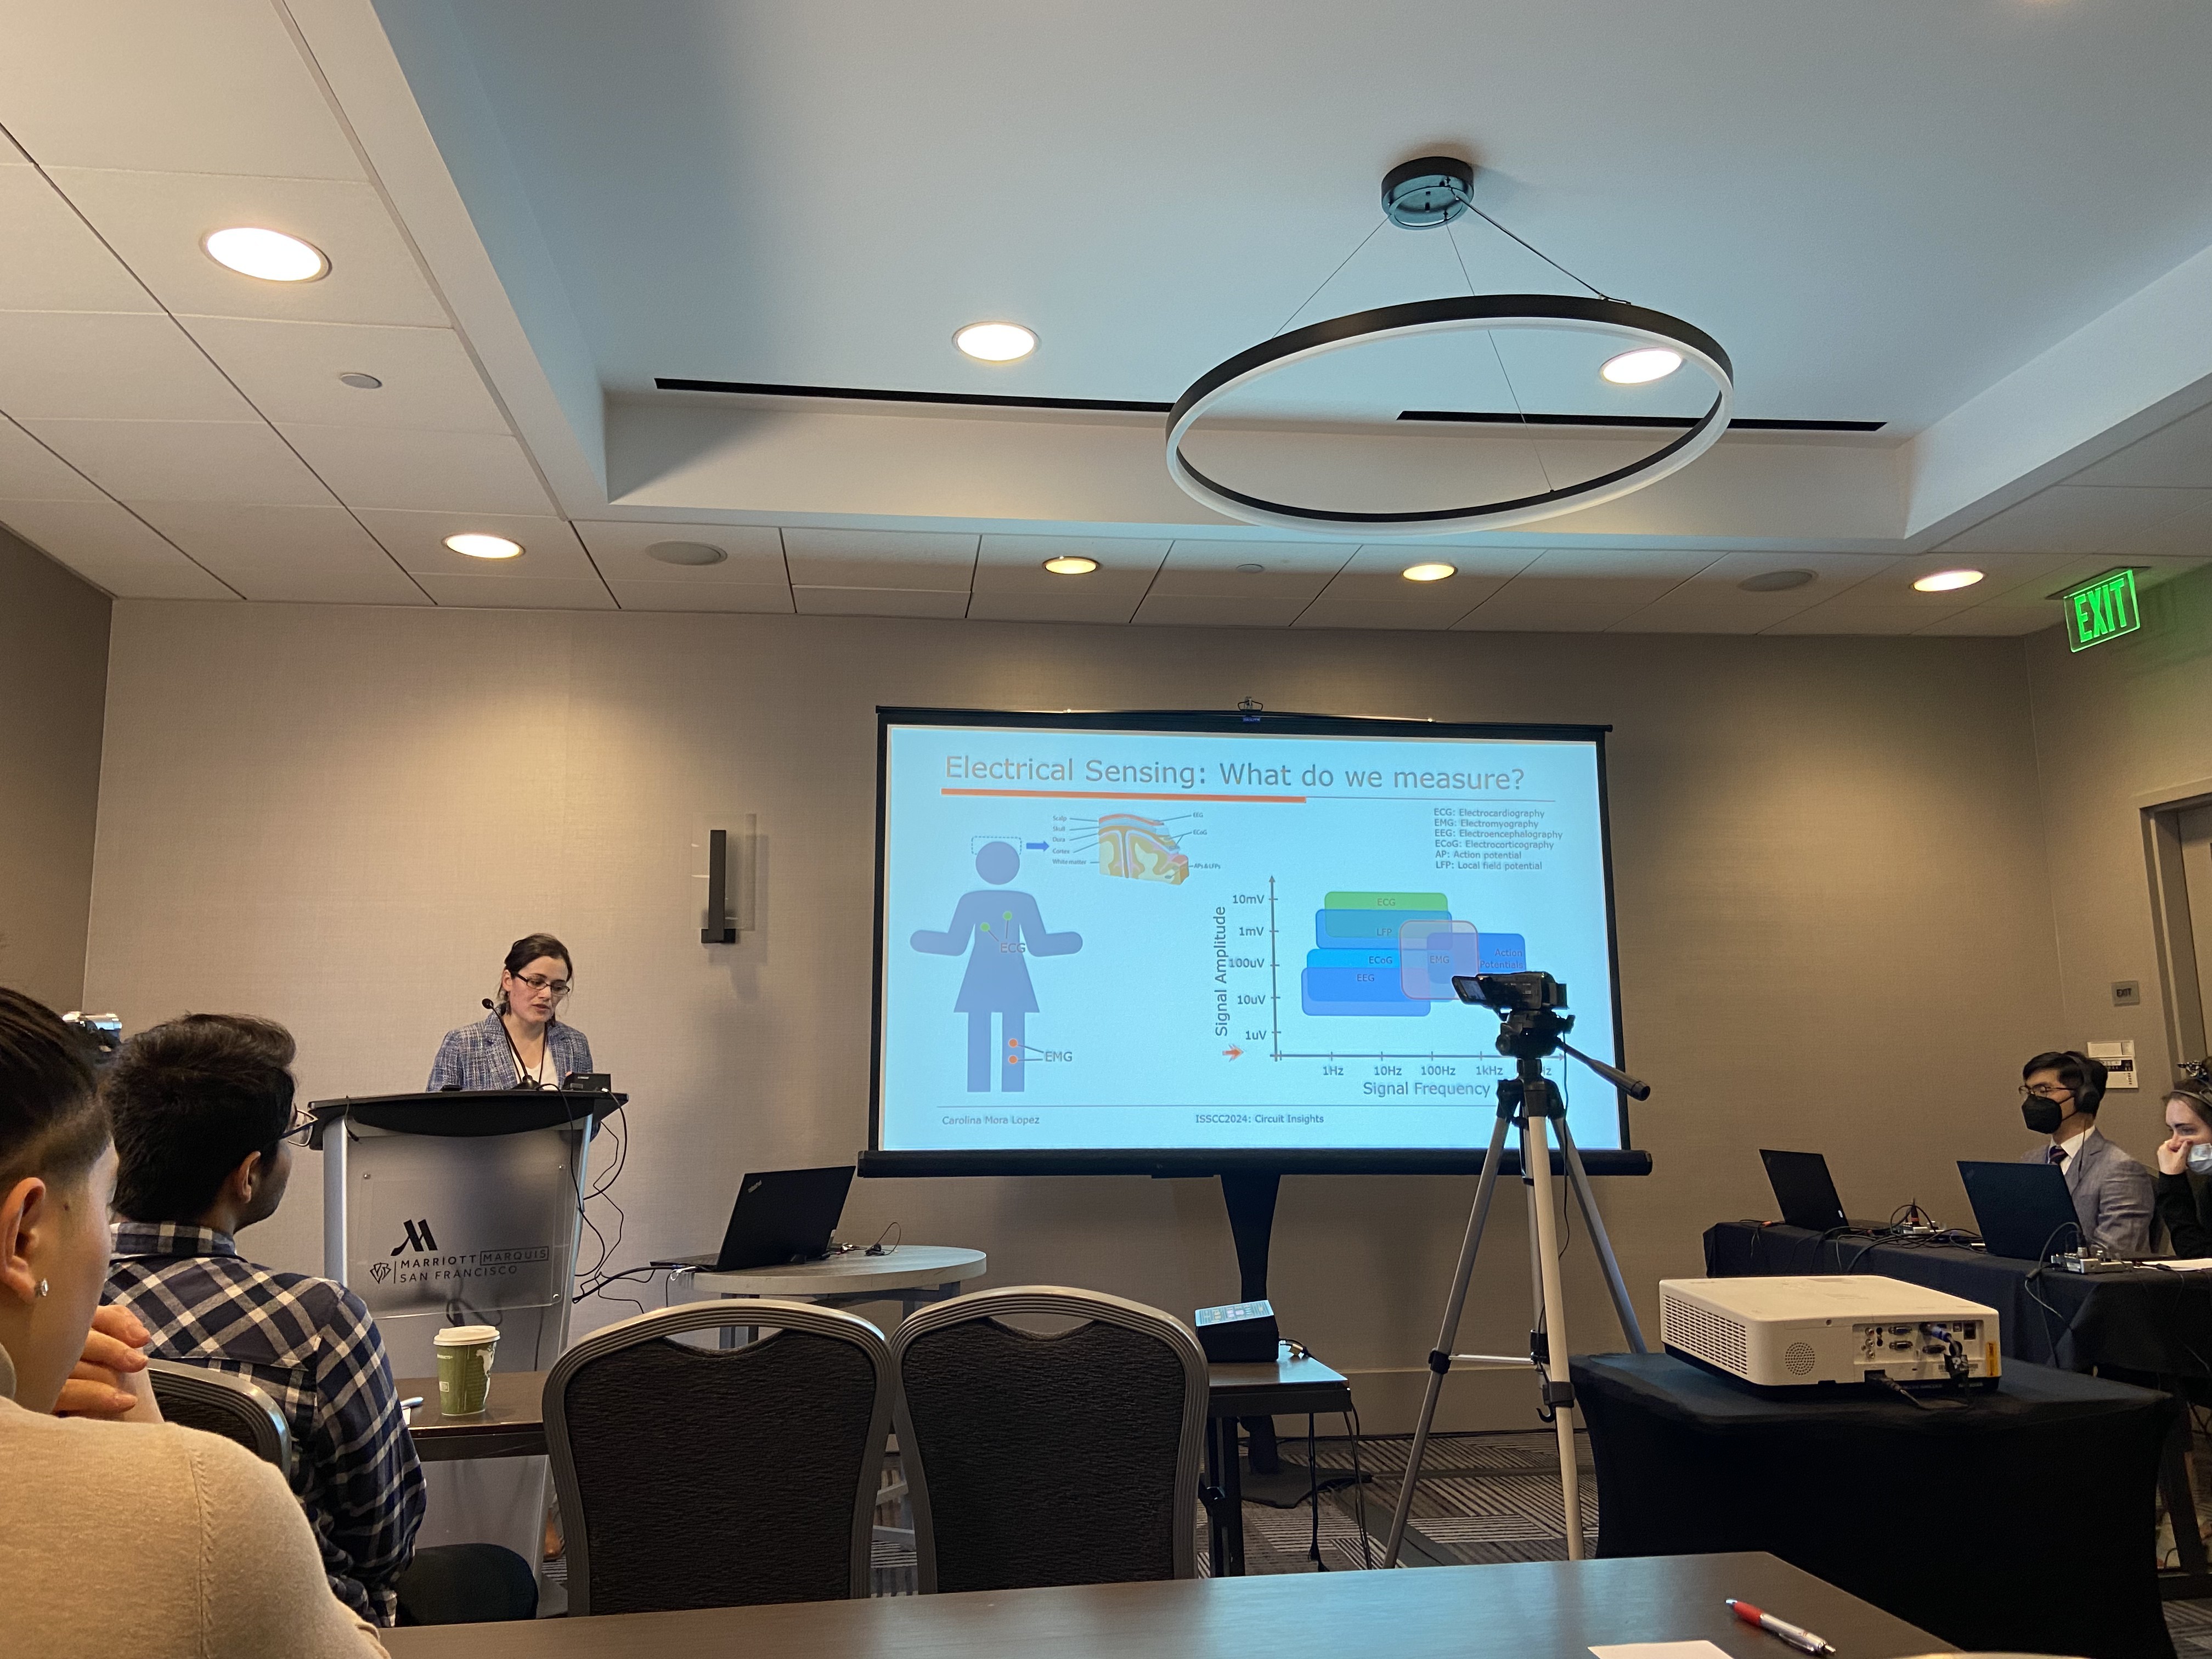 EXIT
Electrical Sensing: What do we measure?
Scalp
Skull
Dura
Cortex
White matter
EEG
ECoG
APs & LFPs
ECG: Electrocardiography
EMG: Electromyography
EEG: Electroencephalography
ECoG: Electrocorticography
AP: Action potential
LFP: Local field potential
ECG
EMG
Signal Amplitude
10mV
1mV
100uV
10uV
1uV
ECG
LFP
ECoG
EMG
Action
Potentials
EEG
1Hz
10Hz
100Hz
1kHz
Signal Frequency
Carolina Mora Lopez
ISSCC2024: Circuit Insights
EXIT
MARRIOTT MARQUIS
SAN FRANCISCO